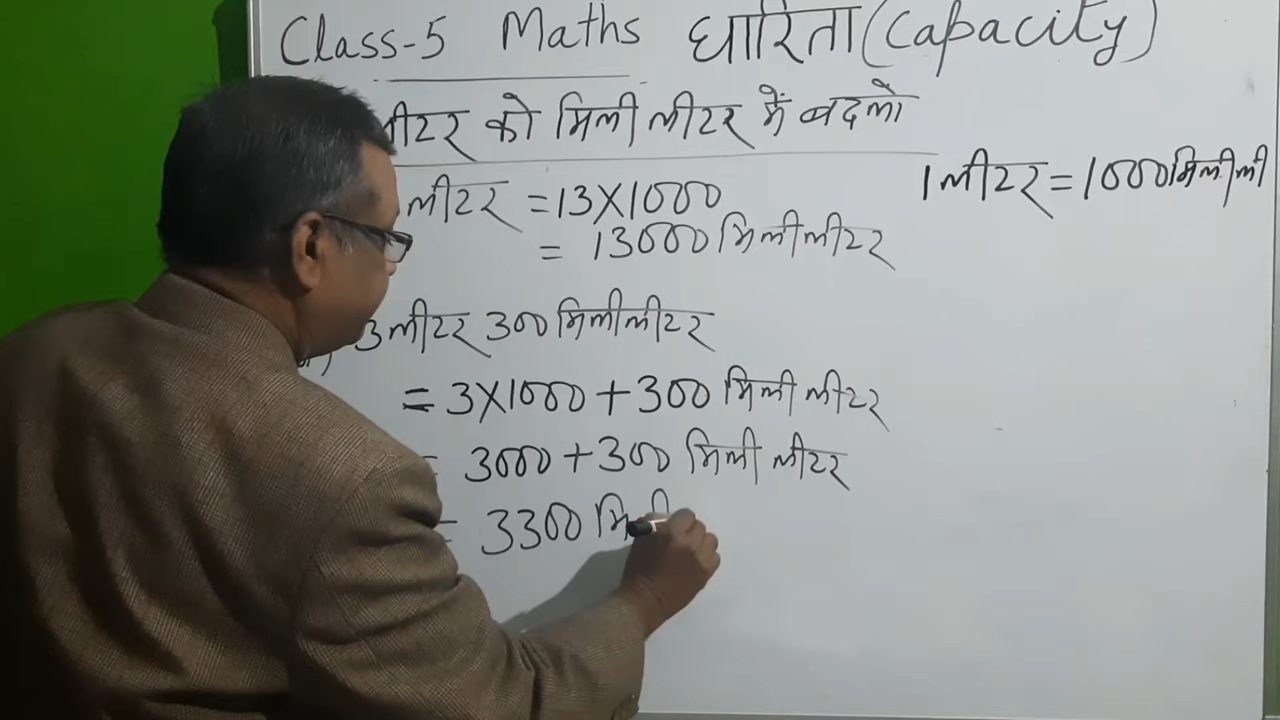 Class-5 Maths धारिता (Capacity)
को मिली लीटर में बदलो
1 लीटर = 1000 मिलीली
लीटर = 13×1000
= 13000 मिलीलीटर
3 लीटर 300 मिलीलीटर
= 3×1000 + 300 मिली लीटर
= 3000 + 300 मिली लीटर
= 3300